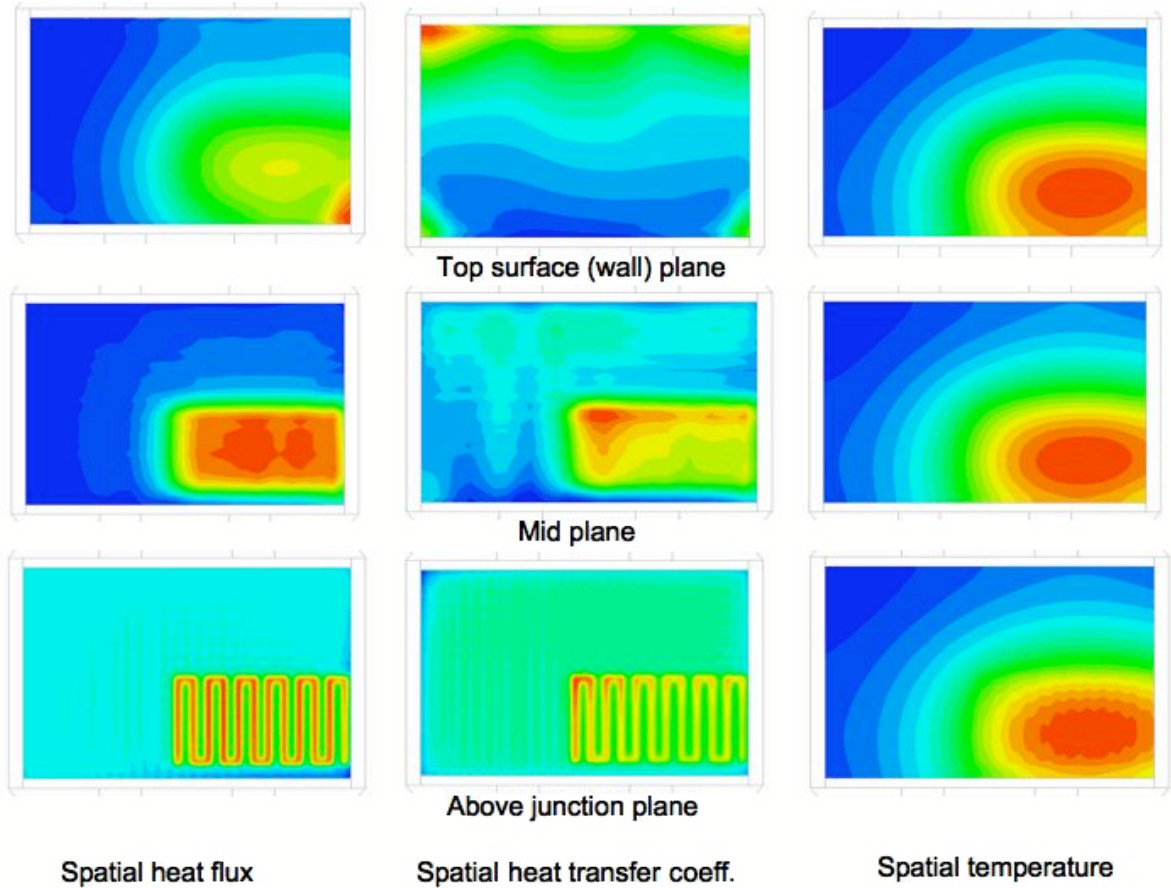 Top surface (wall) plane
Mid plane
Above junction plane
Spatial heat flux
Spatial heat transfer coeff.
Spatial temperature